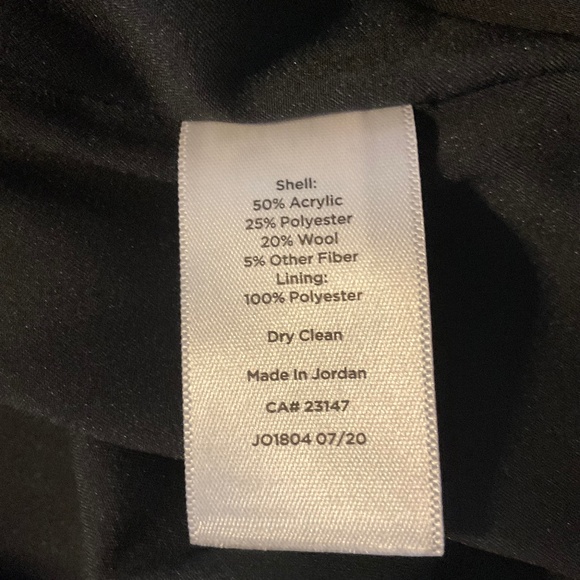 Shell:
50% Acrylic
25% Polyester
20% Wool
5% Other Fiber
Lining:
100% Polyester
Dry Clean
Made In Jordan
CA# 23147
JO1804 07/20